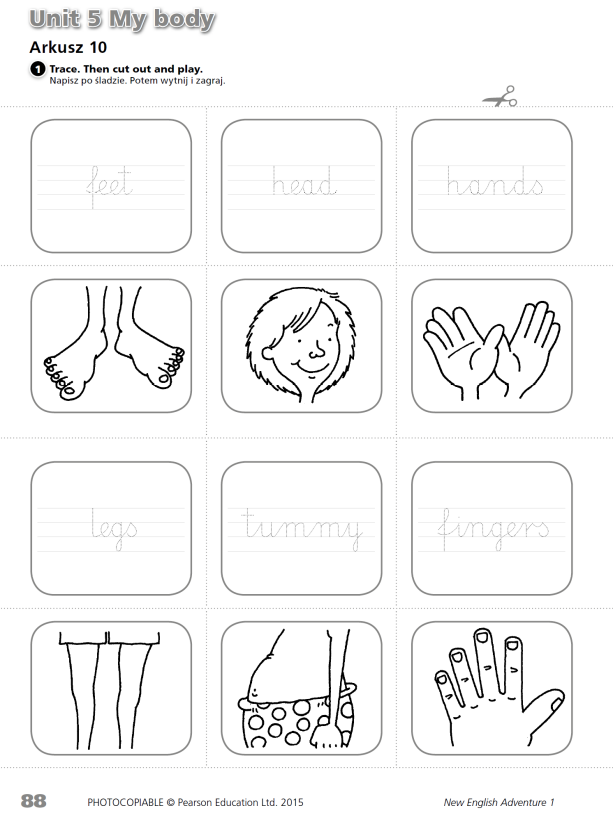 Unit 5 My body
Arkusz 10
1 Trace. Then cut out and play.
Napisz po śladzie. Potem wytnij i zagraj.
feet head hands
legs tummy fingers
88 PHOTOCOPIABLE © Pearson Education Ltd. 2015 New English Adventure 1